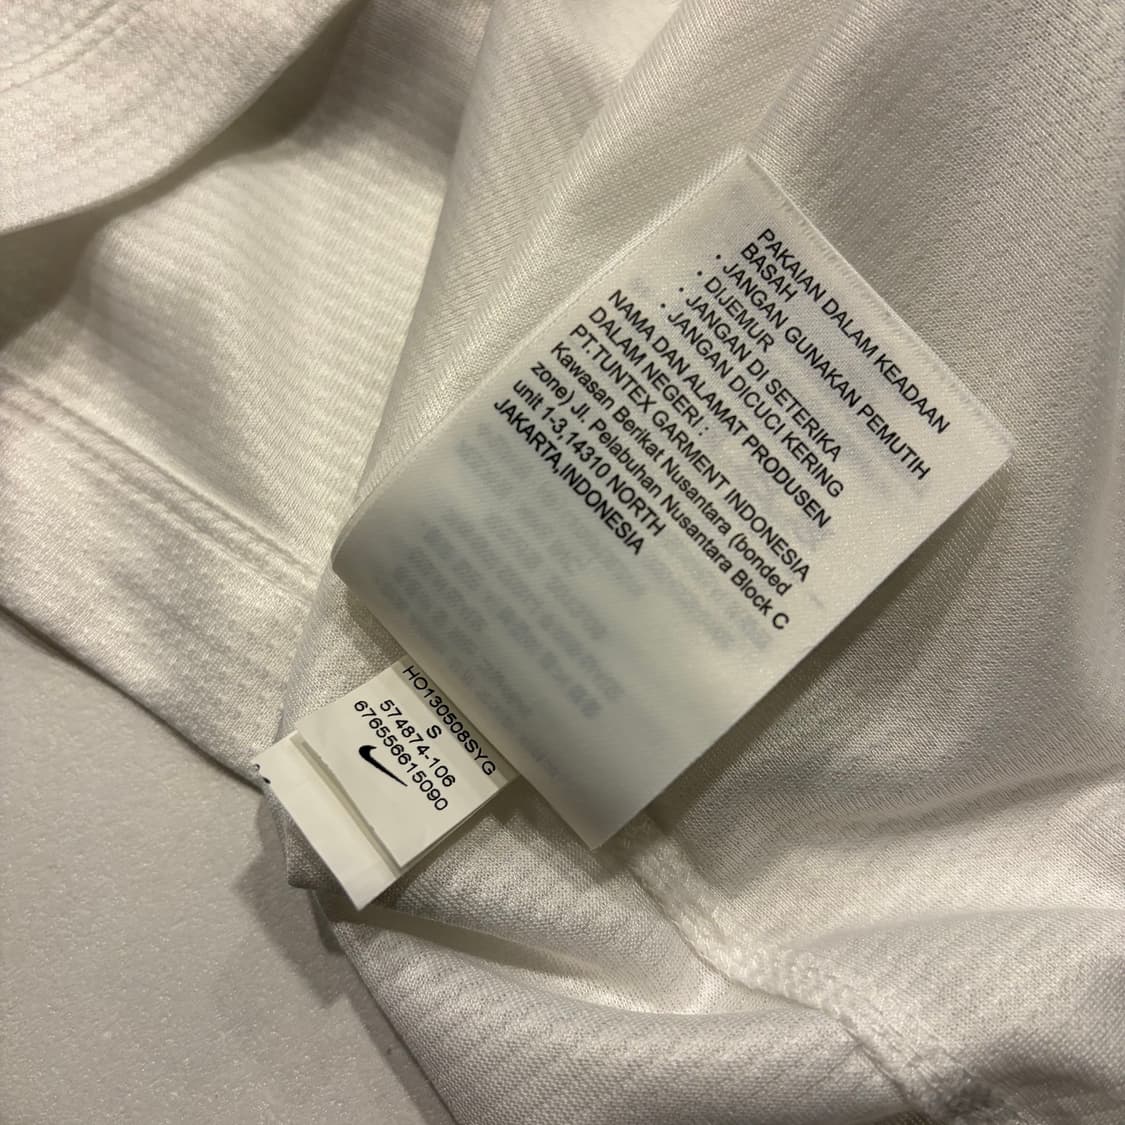 PAKAIAN DALAM KEADAAN
BASAH
· JANGAN GUNAKAN PEMUTIH
· DIJEMUR
· JANGAN DI SETERIKA
· JANGAN DICUCI KERING
NAMA DAN ALAMAT PRODUSEN
DALAM NEGERI :
PT.TUNTEX GARMENT INDONESIA
Kawasan Berikat Nusantara (bonded
zone) Jl. Pelabuhan Nusantara Block C
unit 1-3,14310 NORTH
JAKARTA,INDONESIA
HO130508SYG
S
574874-106
676556615090